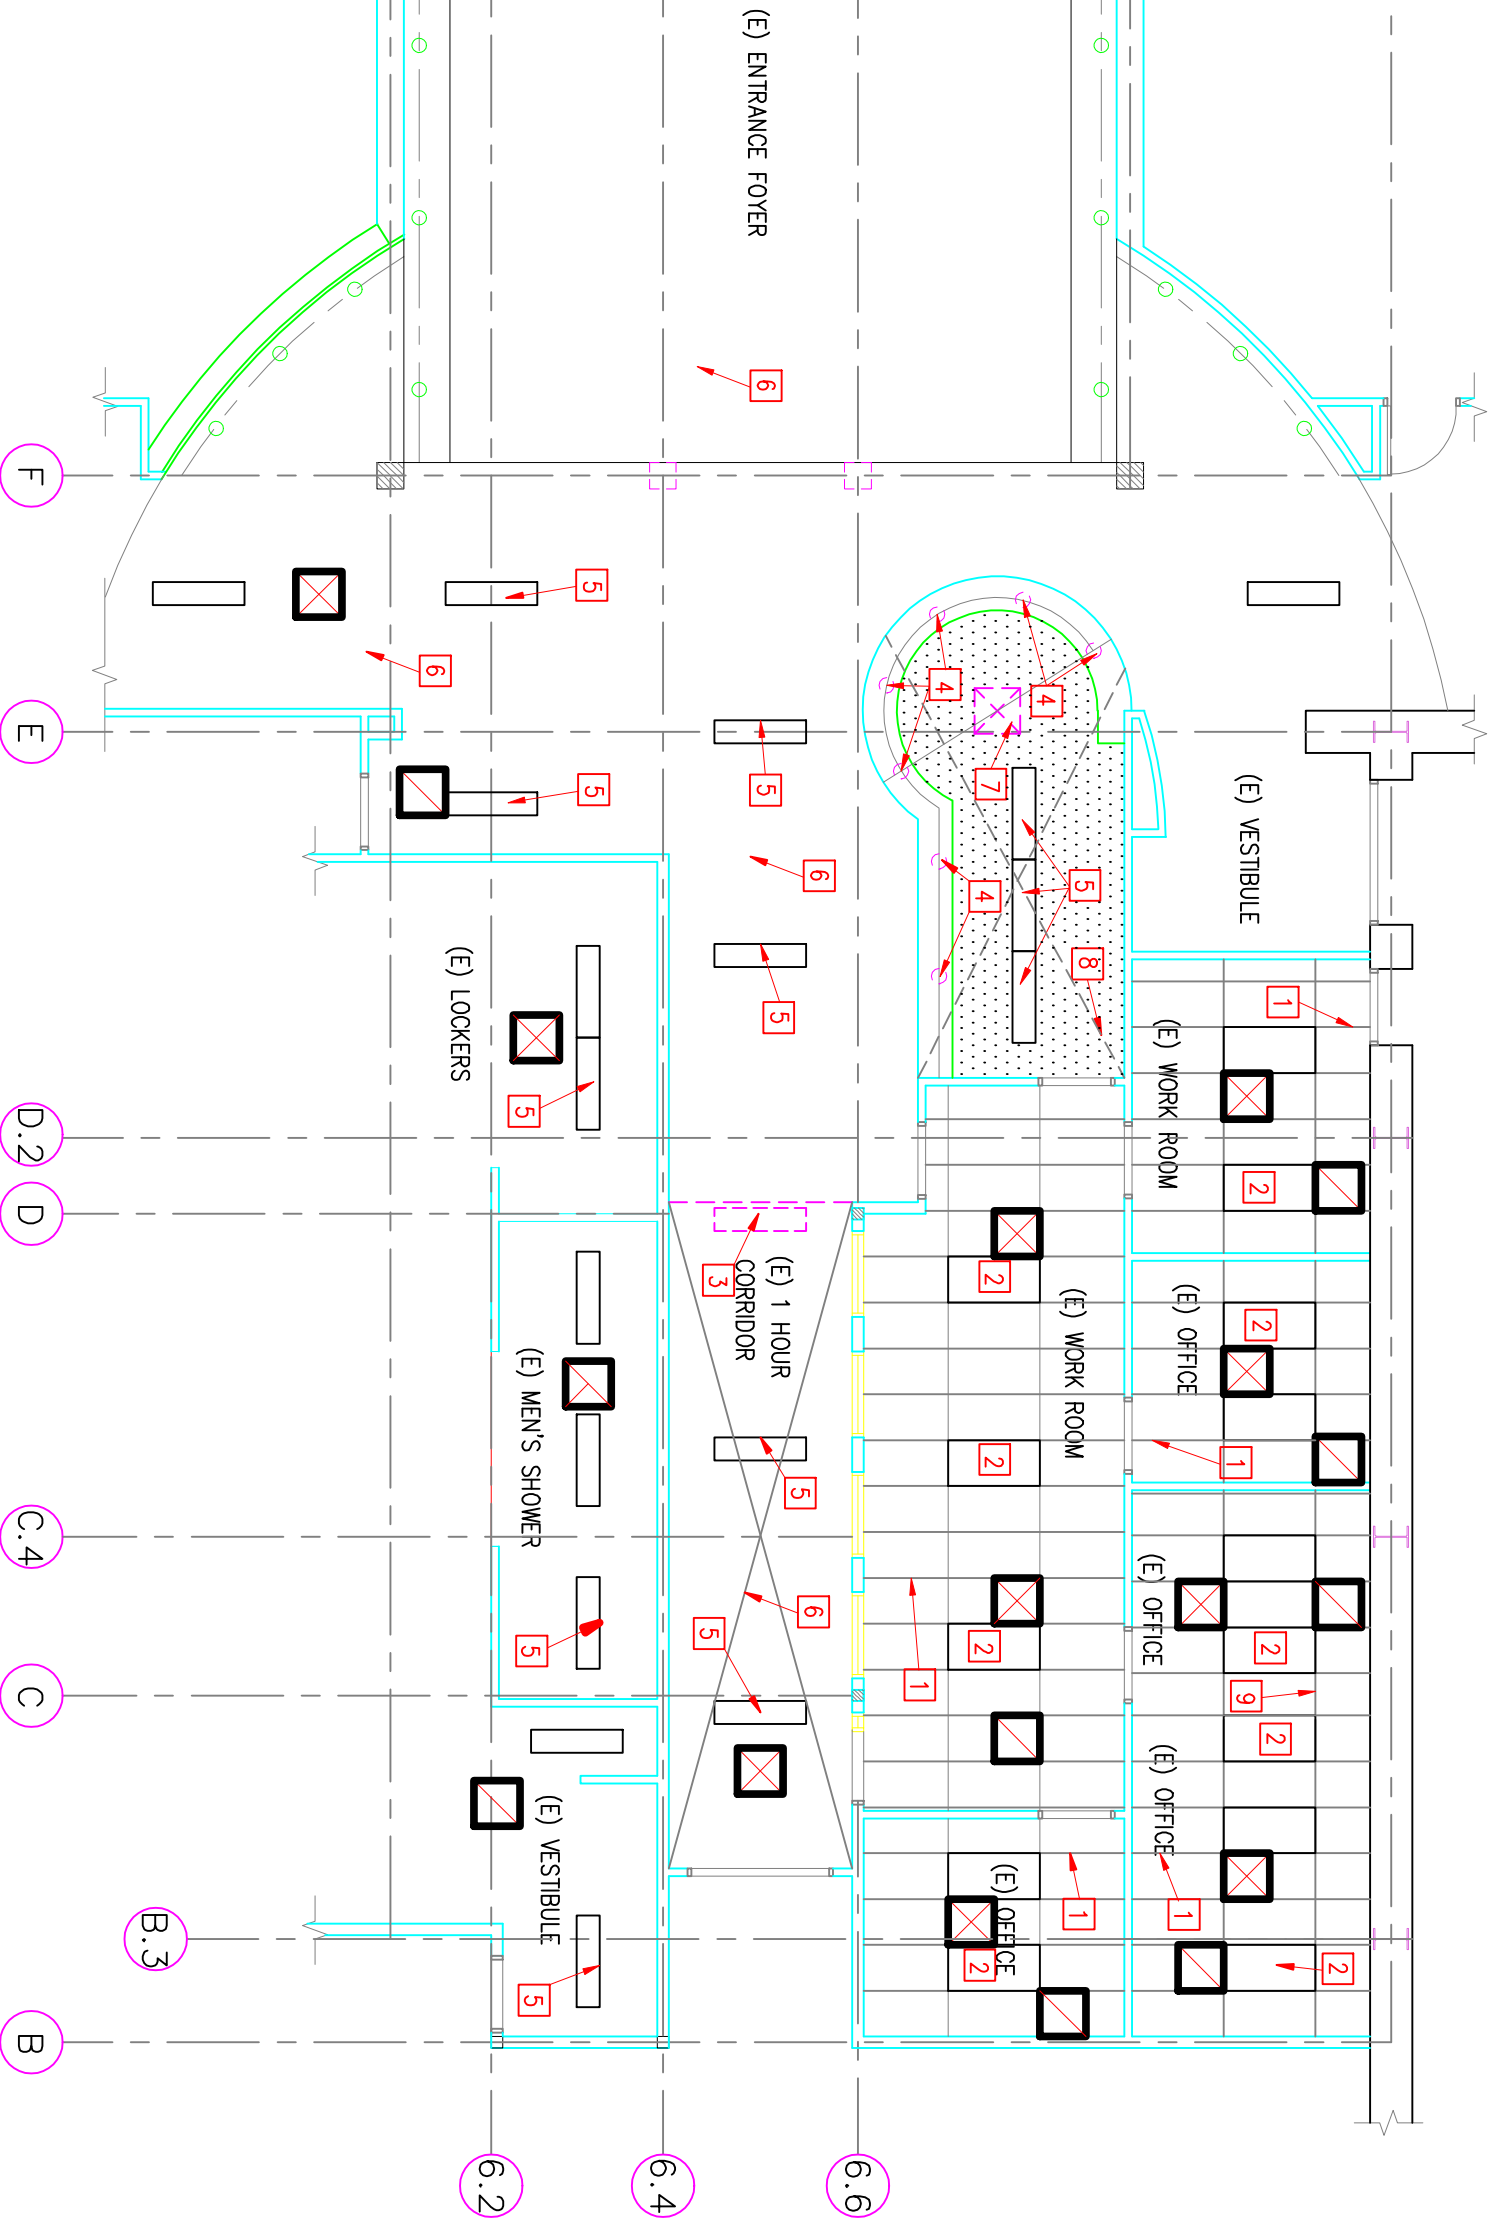 (E) ENTRANCE FOYER
6
F
5
6
E
4
4
7
5
5
6
4
5
8
5
(E) VESTIBULE
1
(E) WORK ROOM
2
(E) LOCKERS
5
D.2
D
3
(E) 1 HOUR
CORRIDOR
2
(E) WORK ROOM
2
(E) OFFICE
2
1
(E) MEN'S SHOWER
5
5
C.4
6
5
2
1
(E) OFFICE
2
9
2
(E) OFFICE
1
2
C
(E) VESTIBULE
5
(E) OFFICE
1
2
B.3
B
6.2
6.4
6.6